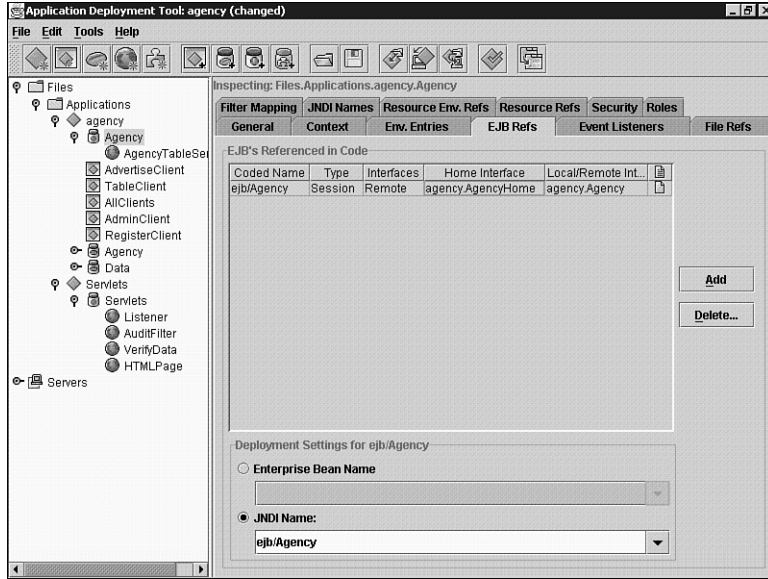 Application Deployment Tool: agency (changed)
File Edit Tools Help
Files
Applications
agency
Agency
AgencyTableSer
AdvertiseClient
TableClient
AllClients
AdminClient
RegisterClient
Agency
Data
Servlets
Servlets
Listener
AuditFilter
VerifyData
HTMLPage
Servers
Inspecting: Files.Applications.agency.Agency
Filter Mapping JNDI Names Resource Env. Refs Resource Refs Security Roles
General Context Env. Entries EJB Refs Event Listeners File Refs
EJB's Referenced in Code
Coded Name Type Interfaces Home Interface Local/Remote Int...
ejb/Agency Session Remote agency.AgencyHome agency.Agency
Add
Delete...
Deployment Settings for ejb/Agency
Enterprise Bean Name
JNDI Name:
ejb/Agency